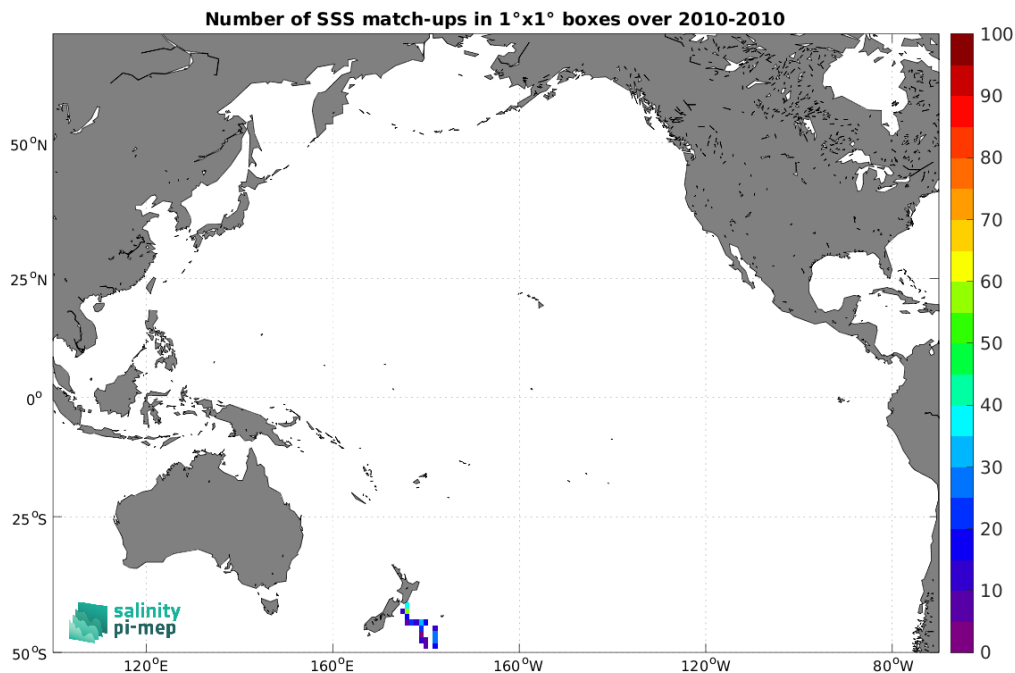 Number of SSS match-ups in 1°x1° boxes over 2010-2010
100
90
80
70
60
50
40
30
20
10
0
50°N
25°N
0°
25°S
50°S
120°E
160°E
160°W
120°W
80°W
salinity
pi-mep